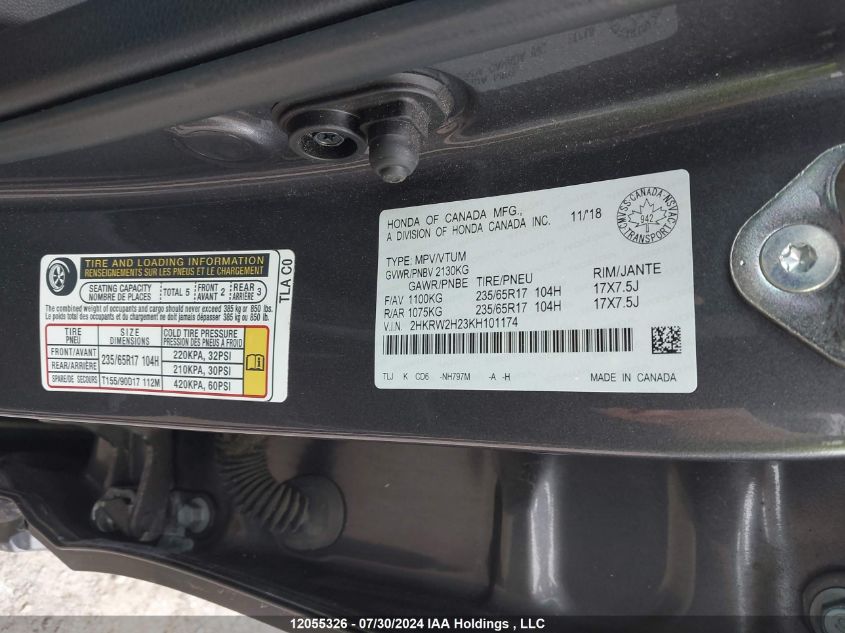 HONDA OF CANADA MFG.,
A DIVISION OF HONDA CANADA INC. 11/18
CMVSS-CANADA-NSVAC
942
TRANSPORT
TYPE: MPV/VTUM
GVWR/PNBV 2130KG
GAWR/PNBE TIRE/PNEU RIM/JANTE
F/AV 1100KG 235/65R17 104H 17X7.5J
R/AR 1075KG 235/65R17 104H 17X7.5J
V.I.N. 2HKRW2H23KH101174
TLJ K CD6 -NH797M -A -H MADE IN CANADA
TIRE AND LOADING INFORMATION
RENSEIGNEMENTS SUR LES PNEUS ET LE CHARGEMENT
SEATING CAPACITY
NOMBRE DE PLACES TOTAL 5 FRONT AVANT 2 REAR ARRIÈRE 3
The combined weight of occupants and cargo should never exceed 385 kg or 850 lbs.
Le poids total des occupants et du chargement ne doit jamais dépasser 385 kg or 850 lb.
TIRE PNEU SIZE DIMENSIONS COLD TIRE PRESSURE PRESSION DES PNEUS À FROID
FRONT/AVANT 235/65R17 104H 220KPA, 32PSI
REAR/ARRIÈRE 210KPA, 30PSI
SPARE/DE SECOURS T155/90D17 112M 420KPA, 60PSI
TLA C0
12055326 - 07/30/2024 IAA Holdings , LLC